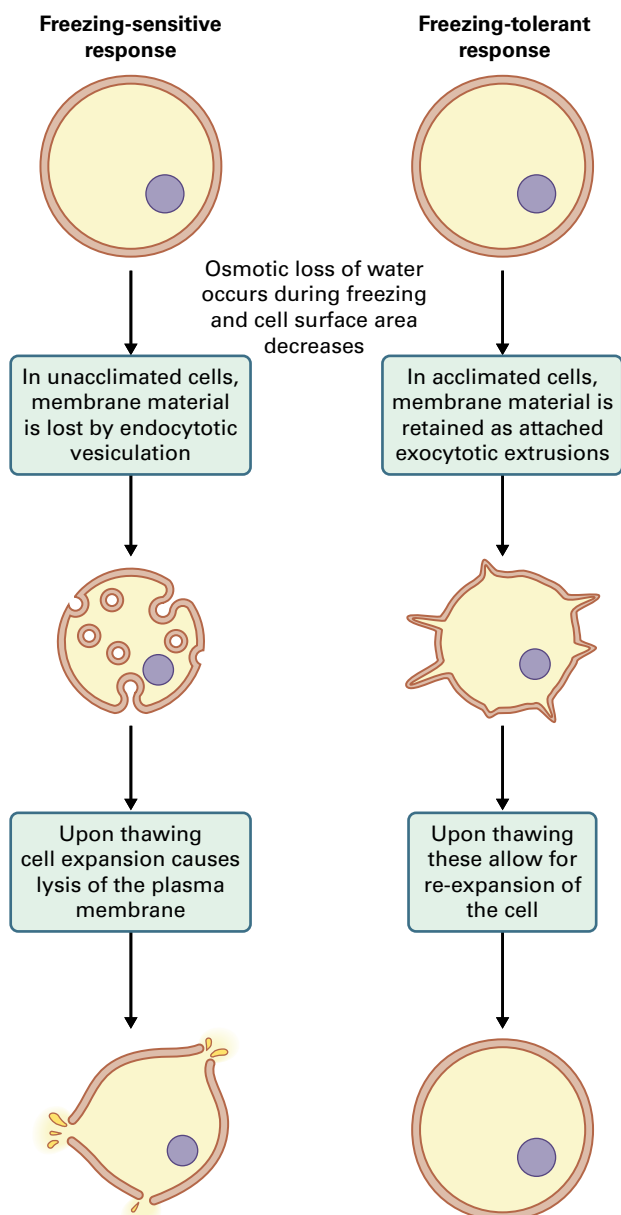 Freezing-sensitive
response
Freezing-tolerant
response
Osmotic loss of water
occurs during freezing
and cell surface area
decreases
In unacclimated cells,
membrane material
is lost by endocytotic
vesiculation
In acclimated cells,
membrane material is
retained as attached
exocytotic extrusions
Upon thawing
cell expansion causes
lysis of the plasma
membrane
Upon thawing
these allow for
re-expansion of
the cell